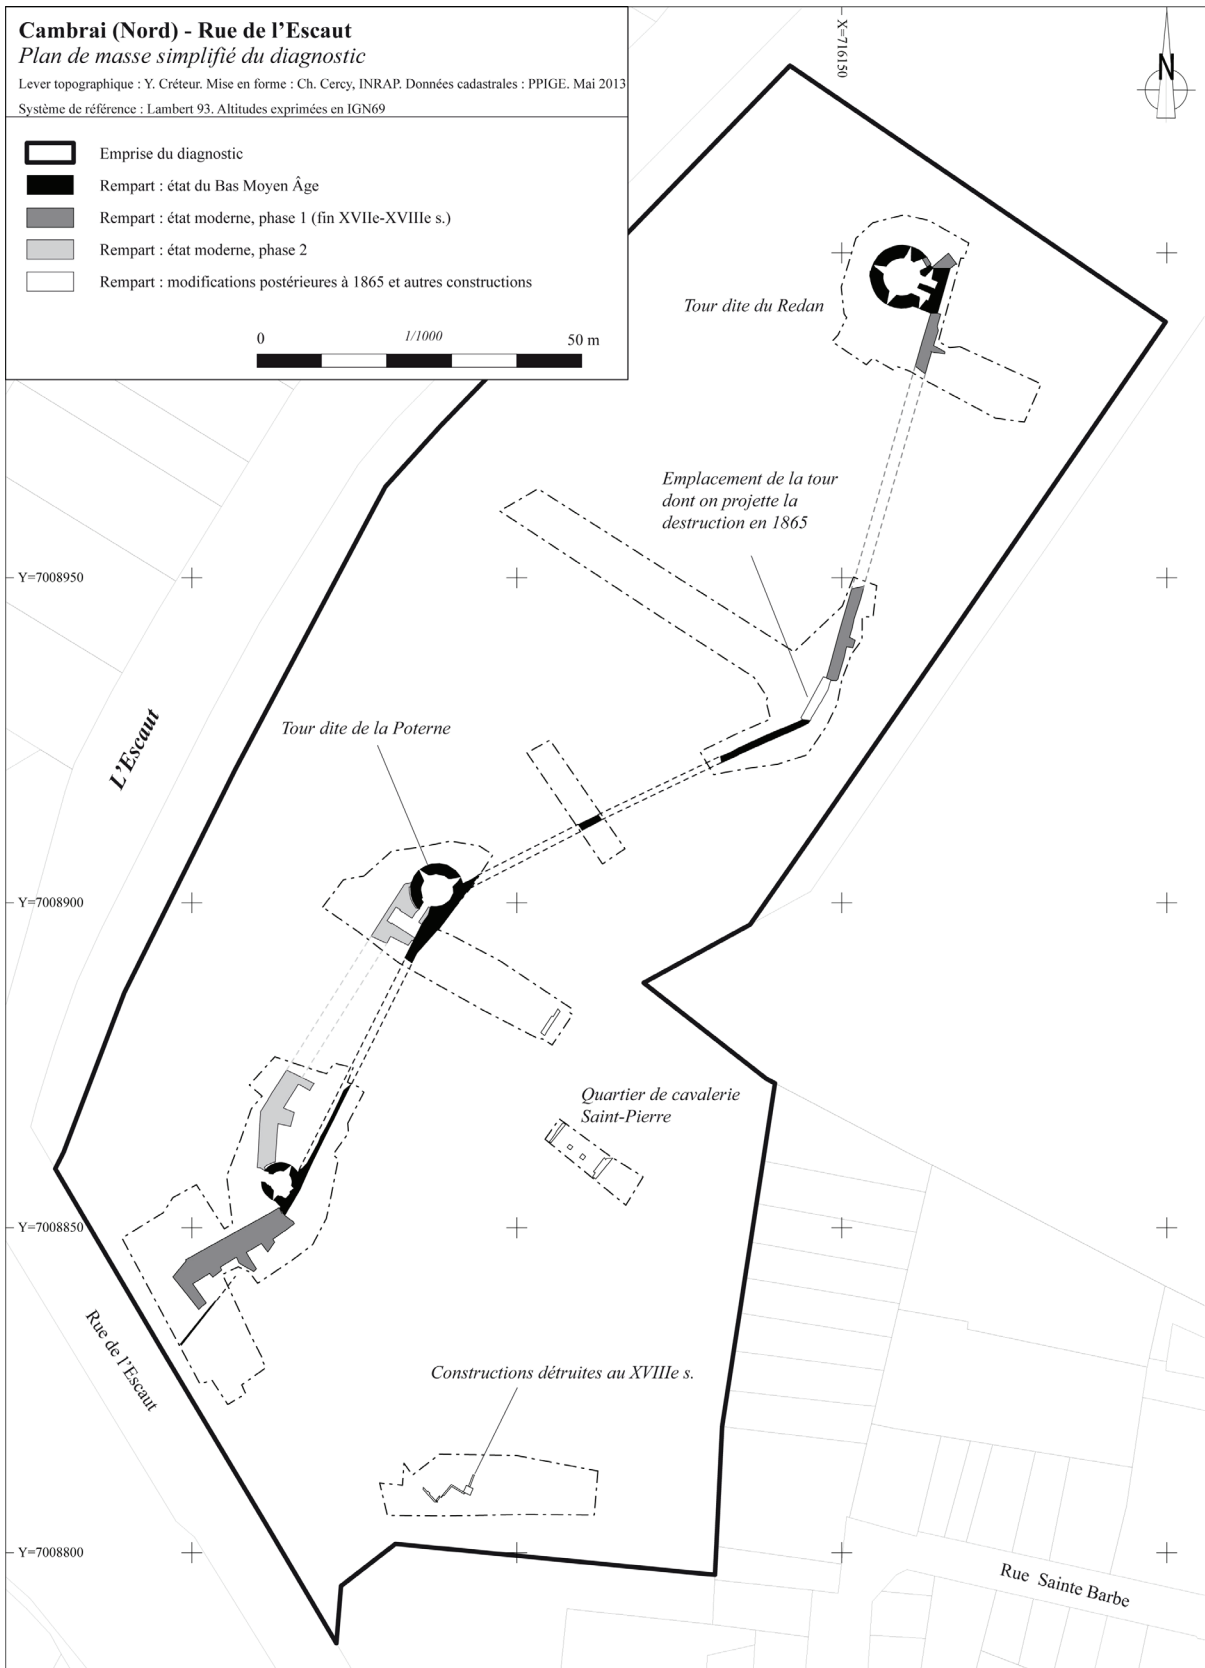 Cambrai (Nord) - Rue de l'Escaut
Plan de masse simplifié du diagnostic
Lever topographique : Y. Créteur. Mise en forme : Ch. Cercy, INRAP. Données cadastrales : PPIGE. Mai 2013
Système de référence : Lambert 93. Altitudes exprimées en IGN69
Emprise du diagnostic
Rempart : état du Bas Moyen Âge
Rempart : état moderne, phase 1 (fin XVIIe-XVIIIe s.)
Rempart : état moderne, phase 2
Rempart : modifications postérieures à 1865 et autres constructions
0
1/1000
50 m
X=716150
N
Tour dite du Redan
Emplacement de la tour
dont on projette la
destruction en 1865
Y=7008950
L'Escaut
Tour dite de la Poterne
Y=7008900
Quartier de cavalerie
Saint-Pierre
Y=7008850
Rue de l'Escaut
Constructions détruites au XVIIIe s.
Y=7008800
Rue Sainte Barbe